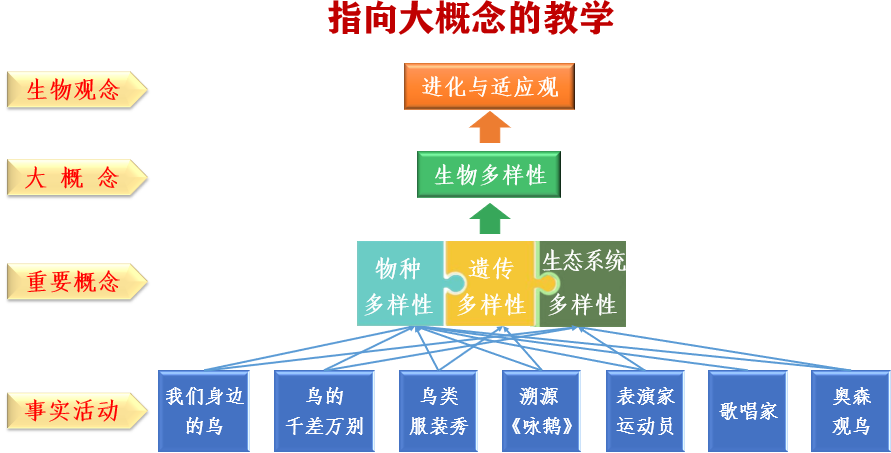 指向大概念的教学
生物观念
进化与适应观
大 概 念
生物多样性
重要概念
物种
多样性
遗传
多样性
生态系统
多样性
事实活动
我们身边
的鸟
鸟的
千差万别
鸟类
服装秀
溯源
《咏鹅》
表演家
运动员
歌唱家
奥森
观鸟